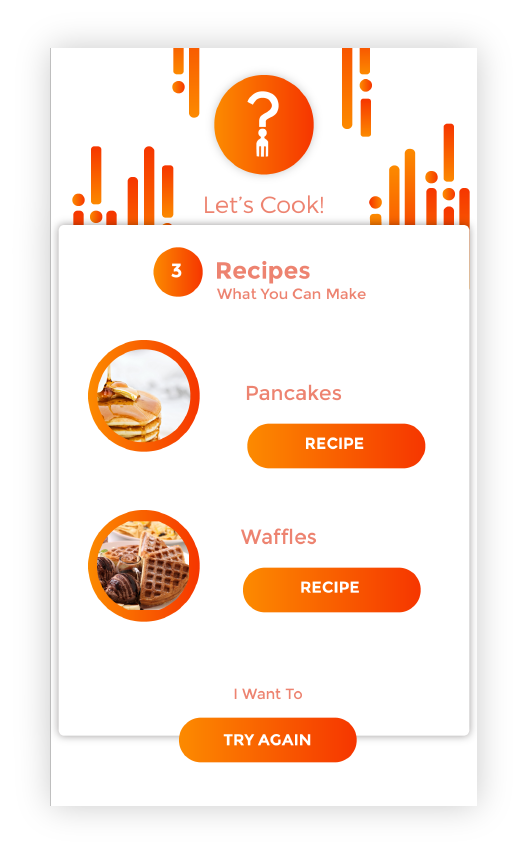 Let's Cook!
3
Recipes
What You Can Make
Pancakes
RECIPE
Waffles
RECIPE
I Want To
TRY AGAIN